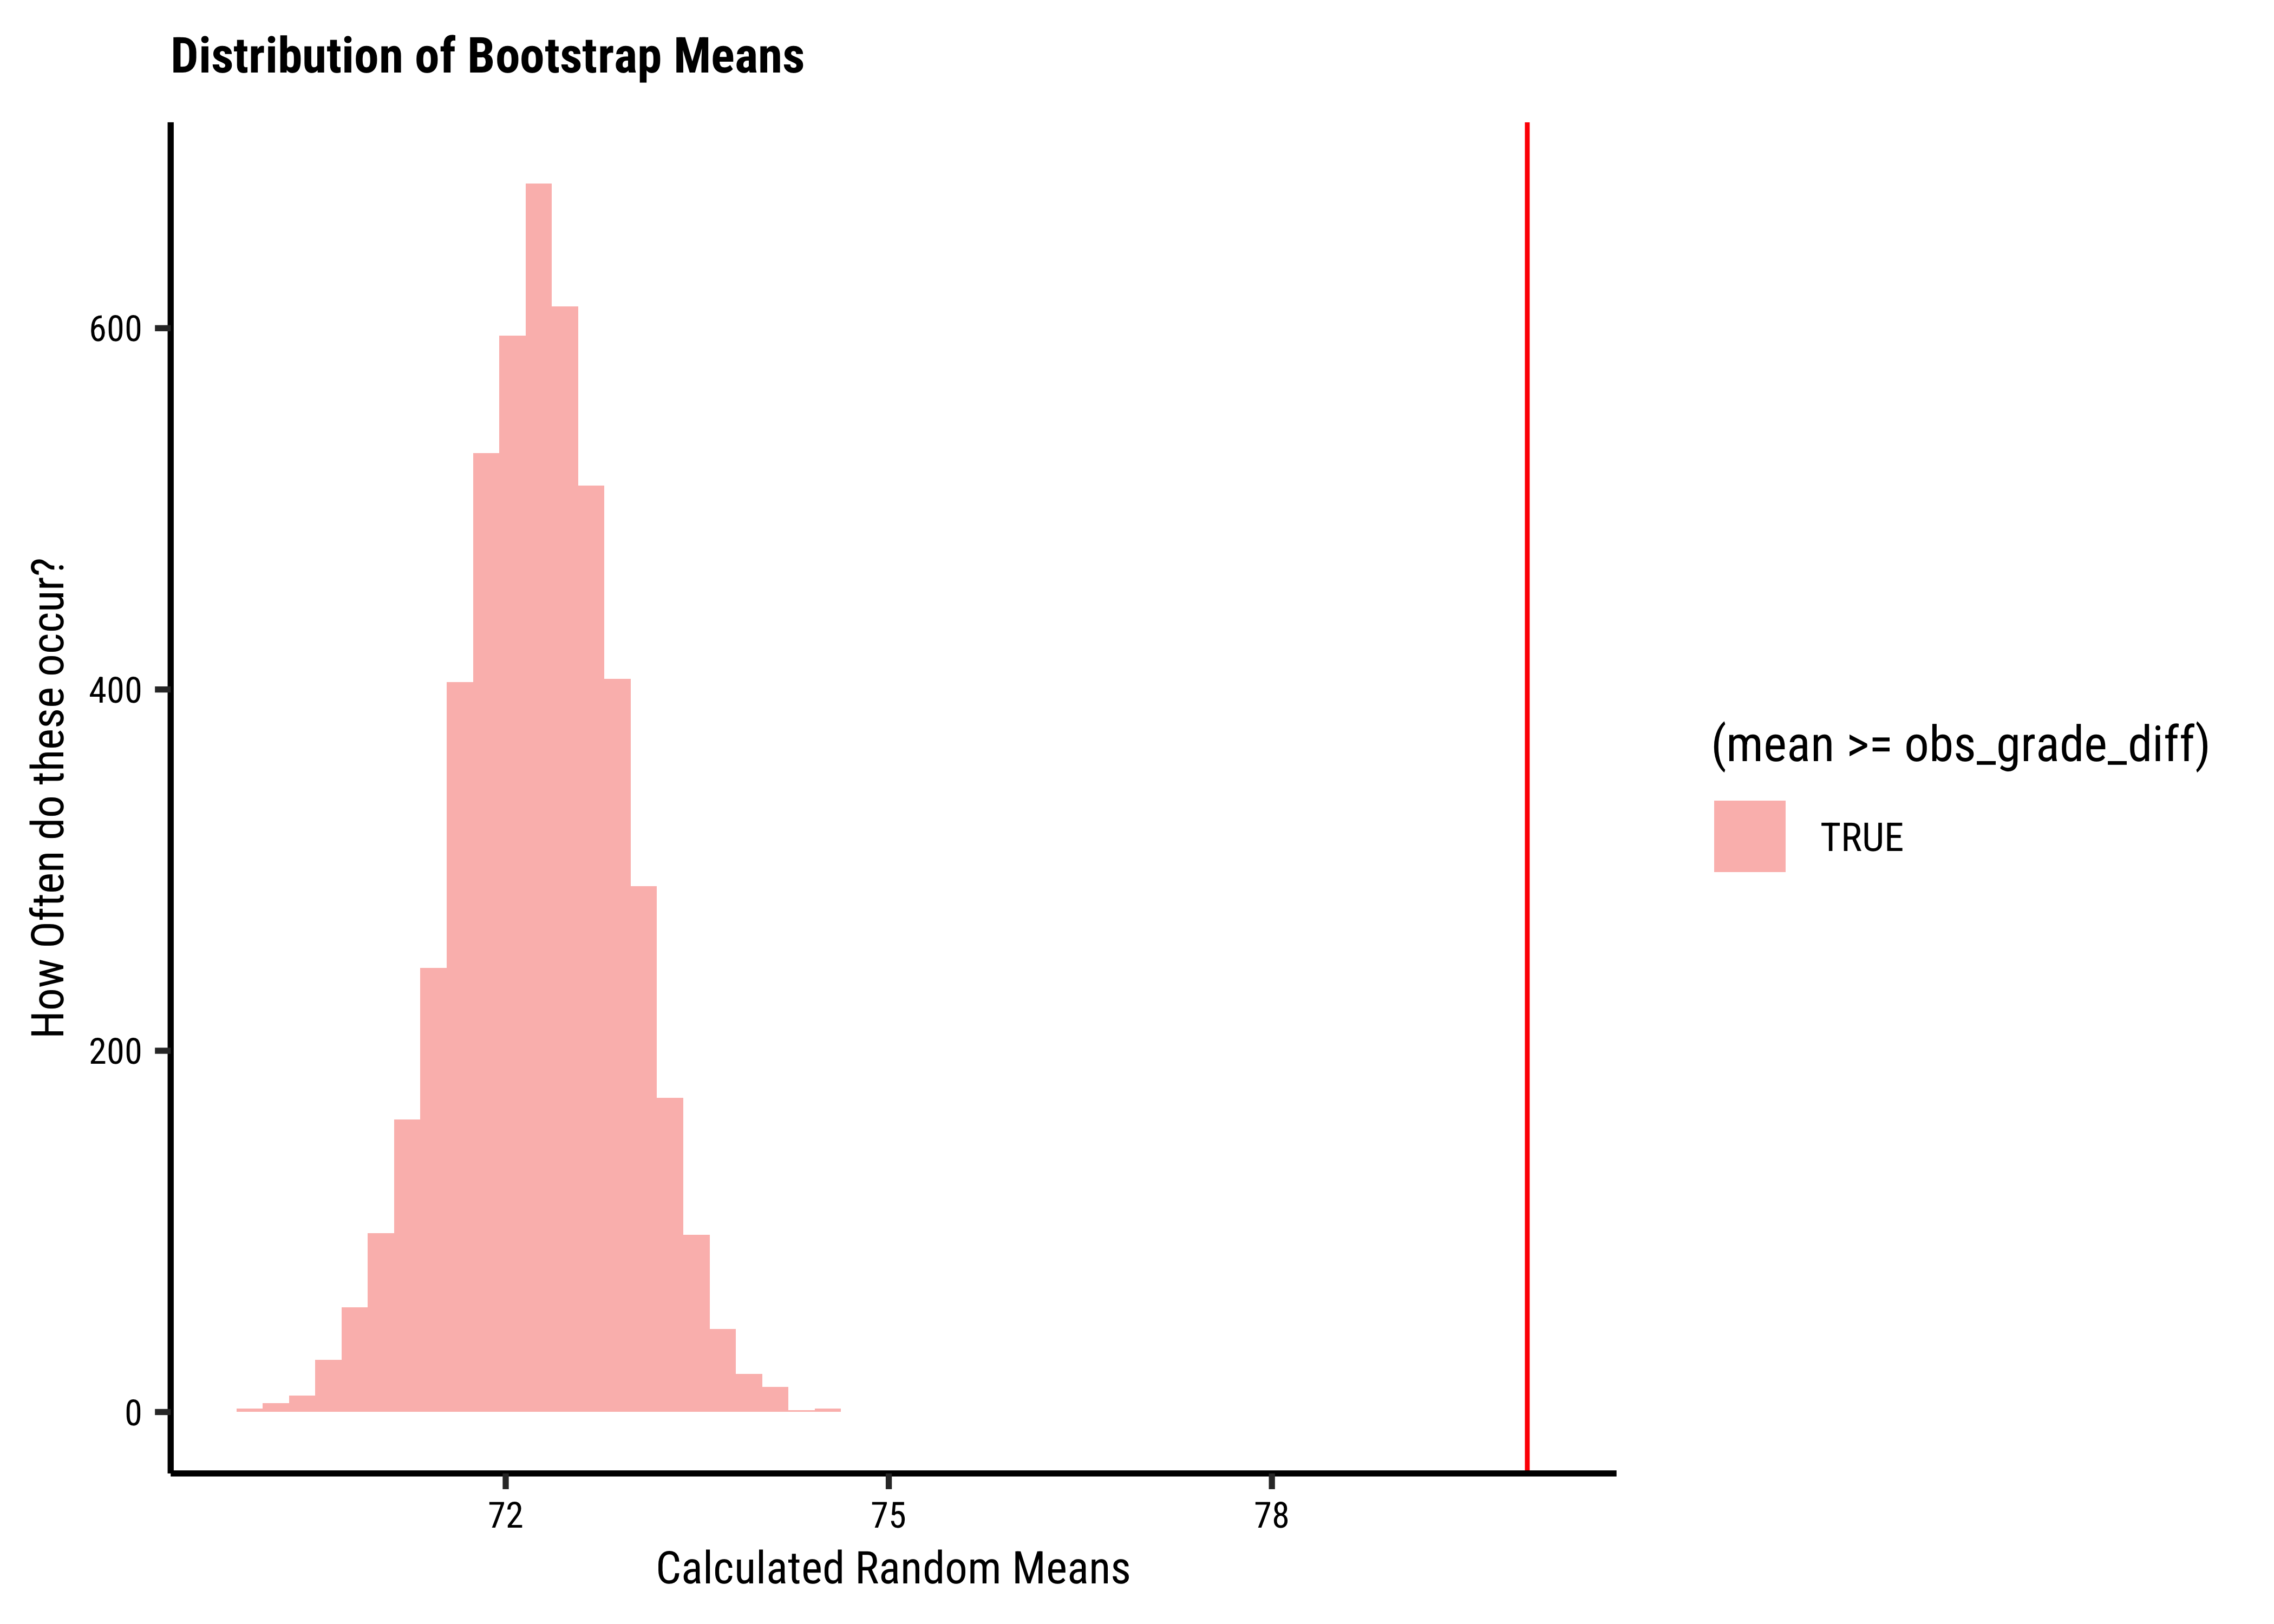 Distribution of Bootstrap Means
How Often do these occur?
600
400
200
0
72
75
78
Calculated Random Means
(mean >= obs_grade_diff)
TRUE